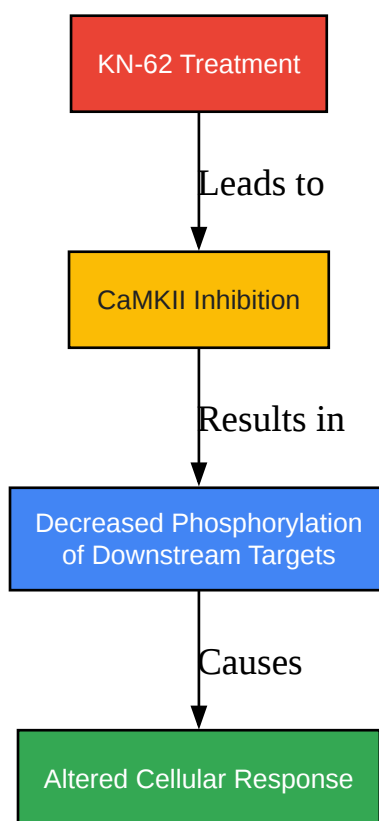 KN-62 Treatment
Leads to
CaMKII Inhibition
Results in
Decreased Phosphorylation
of Downstream Targets
Causes
Altered Cellular Response